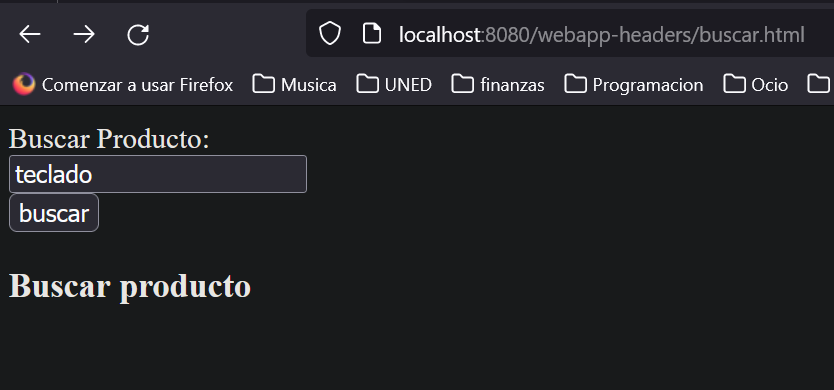 localhost:8080/webapp-headers/buscar.html
Comenzar a usar Firefox Musica UNED finanzas Programacion Ocio
Buscar Producto:
teclado
buscar
Buscar producto